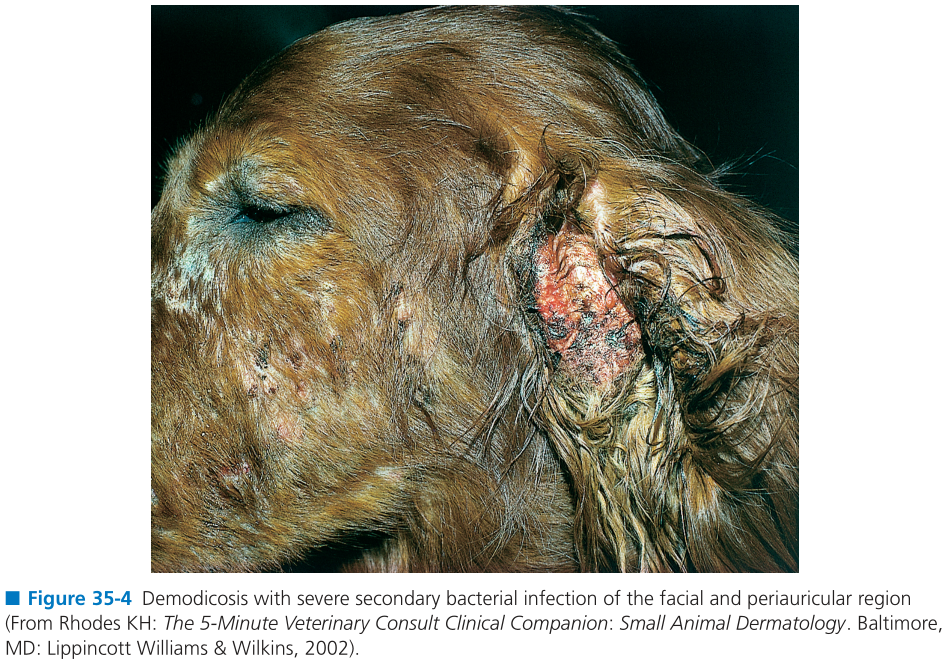 ■ Figure 35-4 Demodicosis with severe secondary bacterial infection of the facial and periauricular region
(From Rhodes KH: The 5-Minute Veterinary Consult Clinical Companion: Small Animal Dermatology. Baltimore,
MD: Lippincott Williams & Wilkins, 2002).